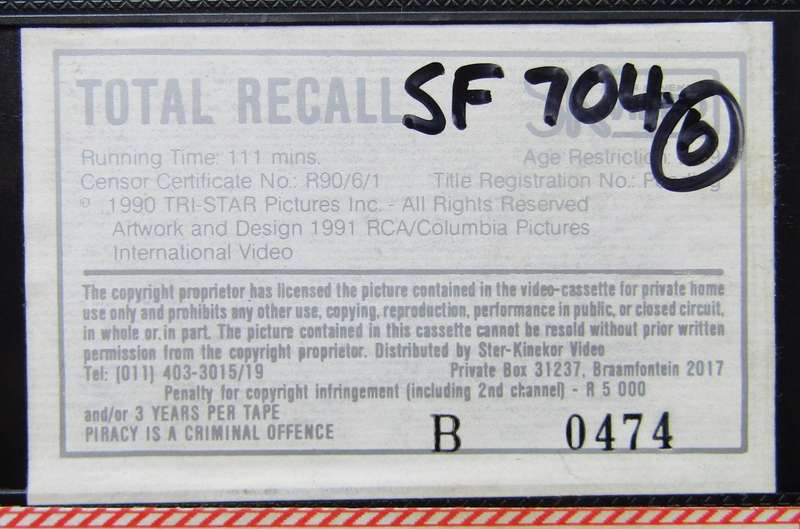 TOTAL RECALL SF 704 6
Running Time: 111 mins. Age Restriction:
Censor Certificate No.: R90/6/1 Title Registration No.:
© 1990 TRI-STAR Pictures Inc. - All Rights Reserved
Artwork and Design 1991 RCA/Columbia Pictures
International Video
The copyright proprietor has licensed the picture contained in the video-cassette for private home
use only and prohibits any other use, copying, reproduction, performance in public, or closed circuit,
in whole or in part. The picture contained in this cassette cannot be resold without prior written
permission from the copyright proprietor. Distributed by Ster-Kinekor Video
Tel: (011) 403-3015/19 Private Box 31237, Braamfontein 2017
Penalty for copyright infringement (including 2nd channel) - R 5 000
and/or 3 YEARS PER TAPE
PIRACY IS A CRIMINAL OFFENCE B 0474